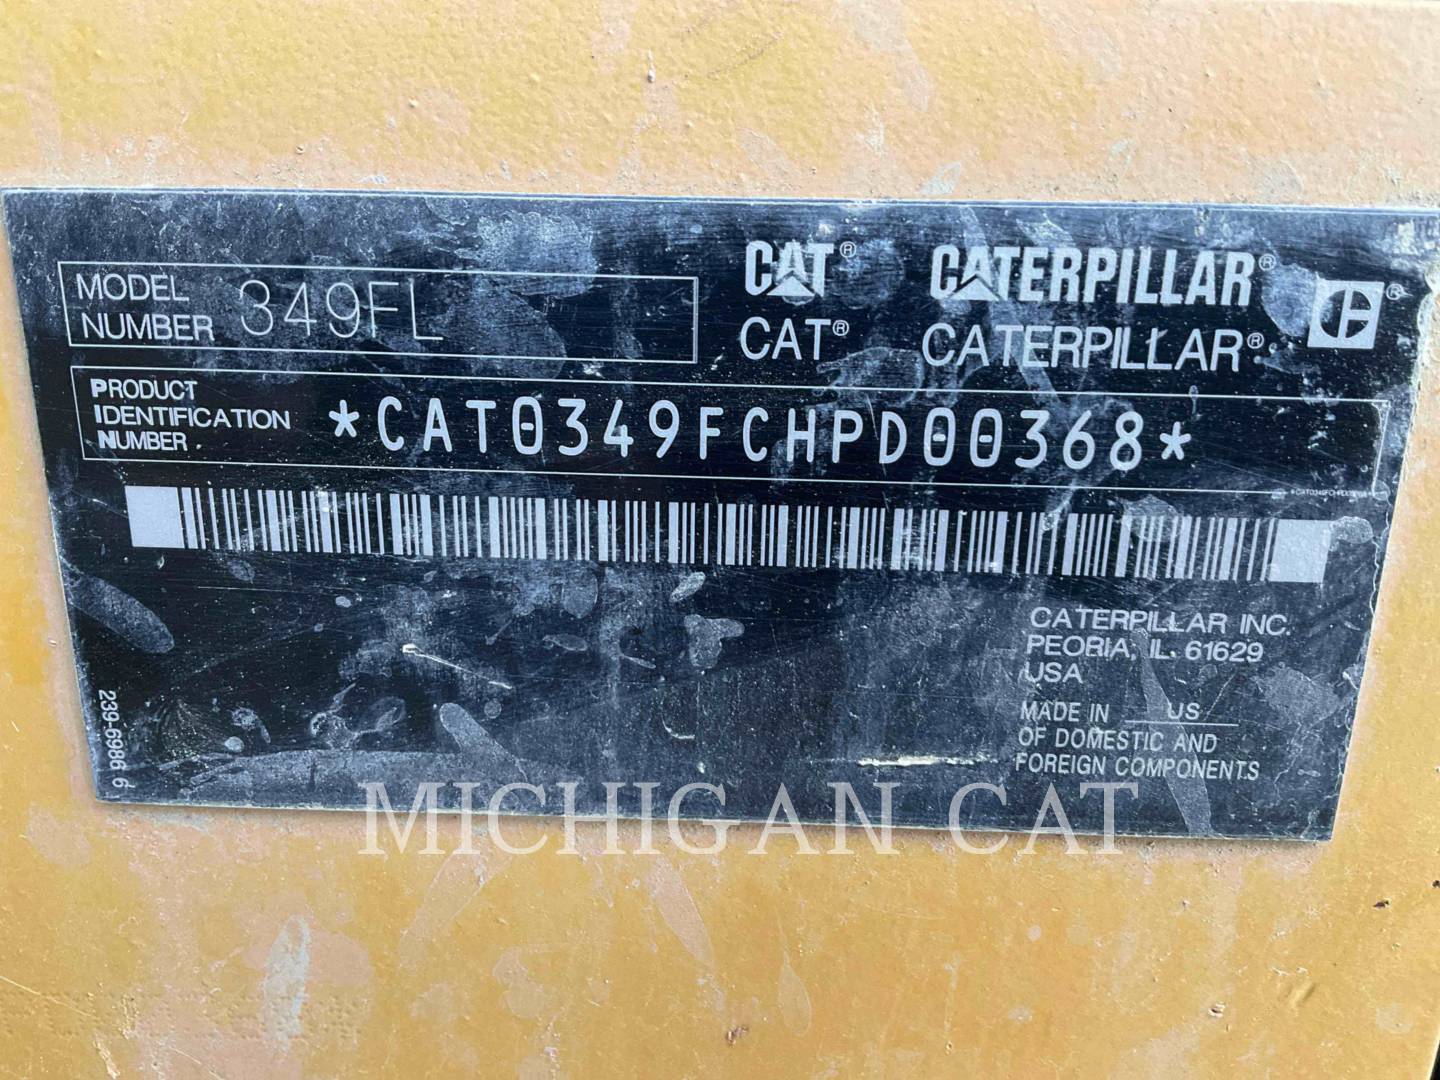 MODEL
NUMBER 349FL
CAT® CATERPILLAR®
CAT® CATERPILLAR®
PRODUCT
IDENTIFICATION
NUMBER
*CAT0349FCHPD00368*
CATERPILLAR INC.
PEORIA, IL 61629
USA
MADE IN US
OF DOMESTIC AND
FOREIGN COMPONENTS
239-6986 6
MICHIGAN CAT